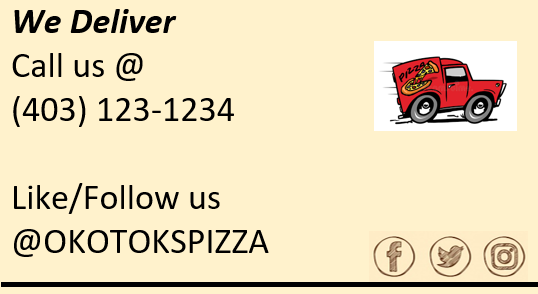 We Deliver
Call us @
(403) 123-1234
PIZZA
Like/Follow us
@OKOTOKSPIZZA